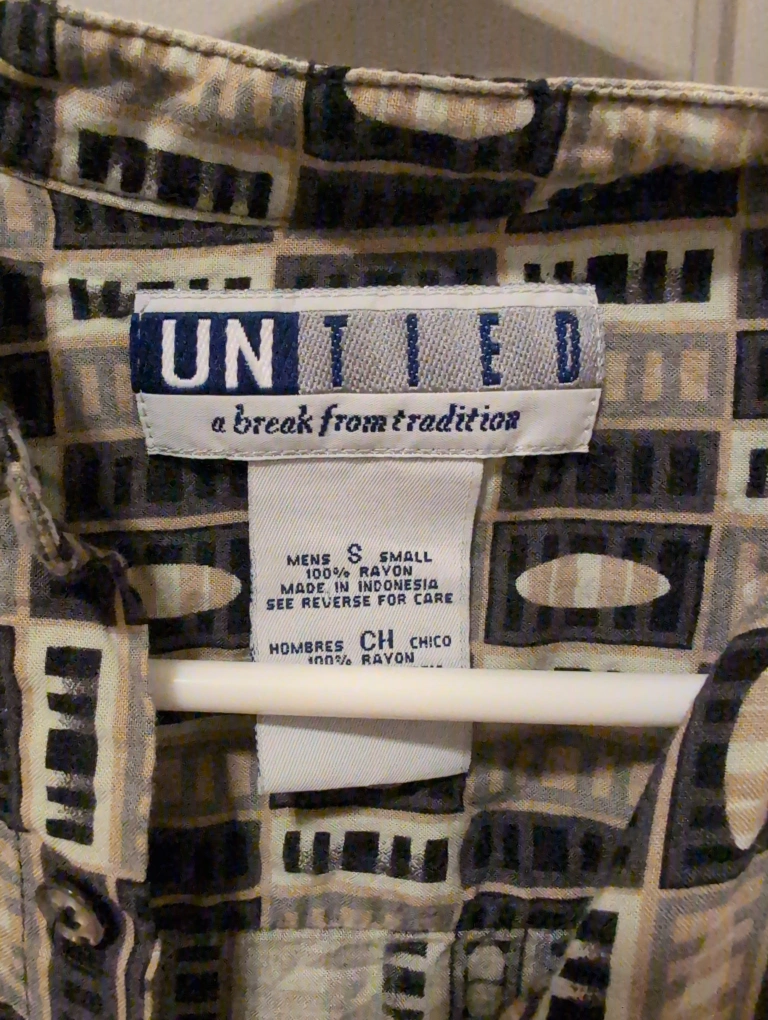 UNTIED
a break from tradition
MENS S SMALL
100% RAYON
MADE IN INDONESIA
SEE REVERSE FOR CARE
HOMBRES CH CHICO
100% RAYON